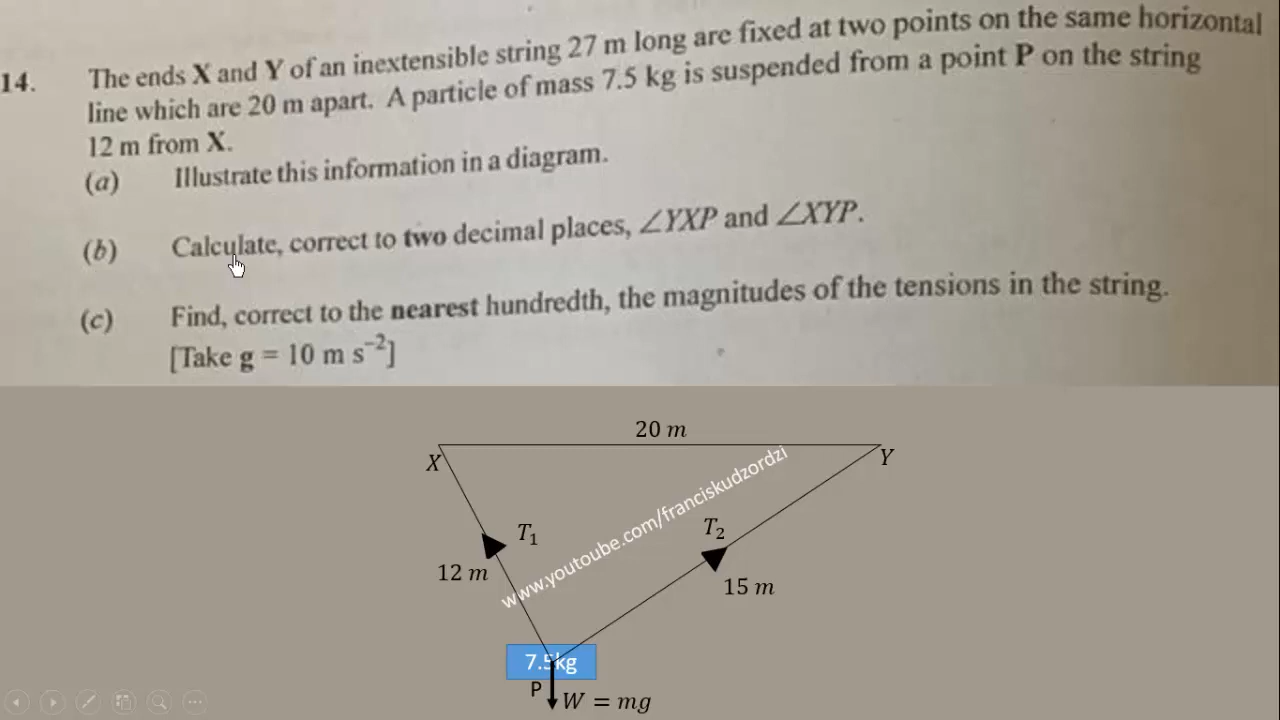 14. The ends X and Y of an inextensible string 27 m long are fixed at two points on the same horizontal
line which are 20 m apart. A particle of mass 7.5 kg is suspended from a point P on the string
12 m from X.
(a) Illustrate this information in a diagram.
(b) Calculate, correct to two decimal places, ∠YXP and ∠XYP.
(c) Find, correct to the nearest hundredth, the magnitudes of the tensions in the string.
[Take g = 10 m s⁻²]
20 m
X
Y
www.youtoube.com/franciskudzordzi
T₁
T₂
12 m
15 m
7.5kg
P
W = mg